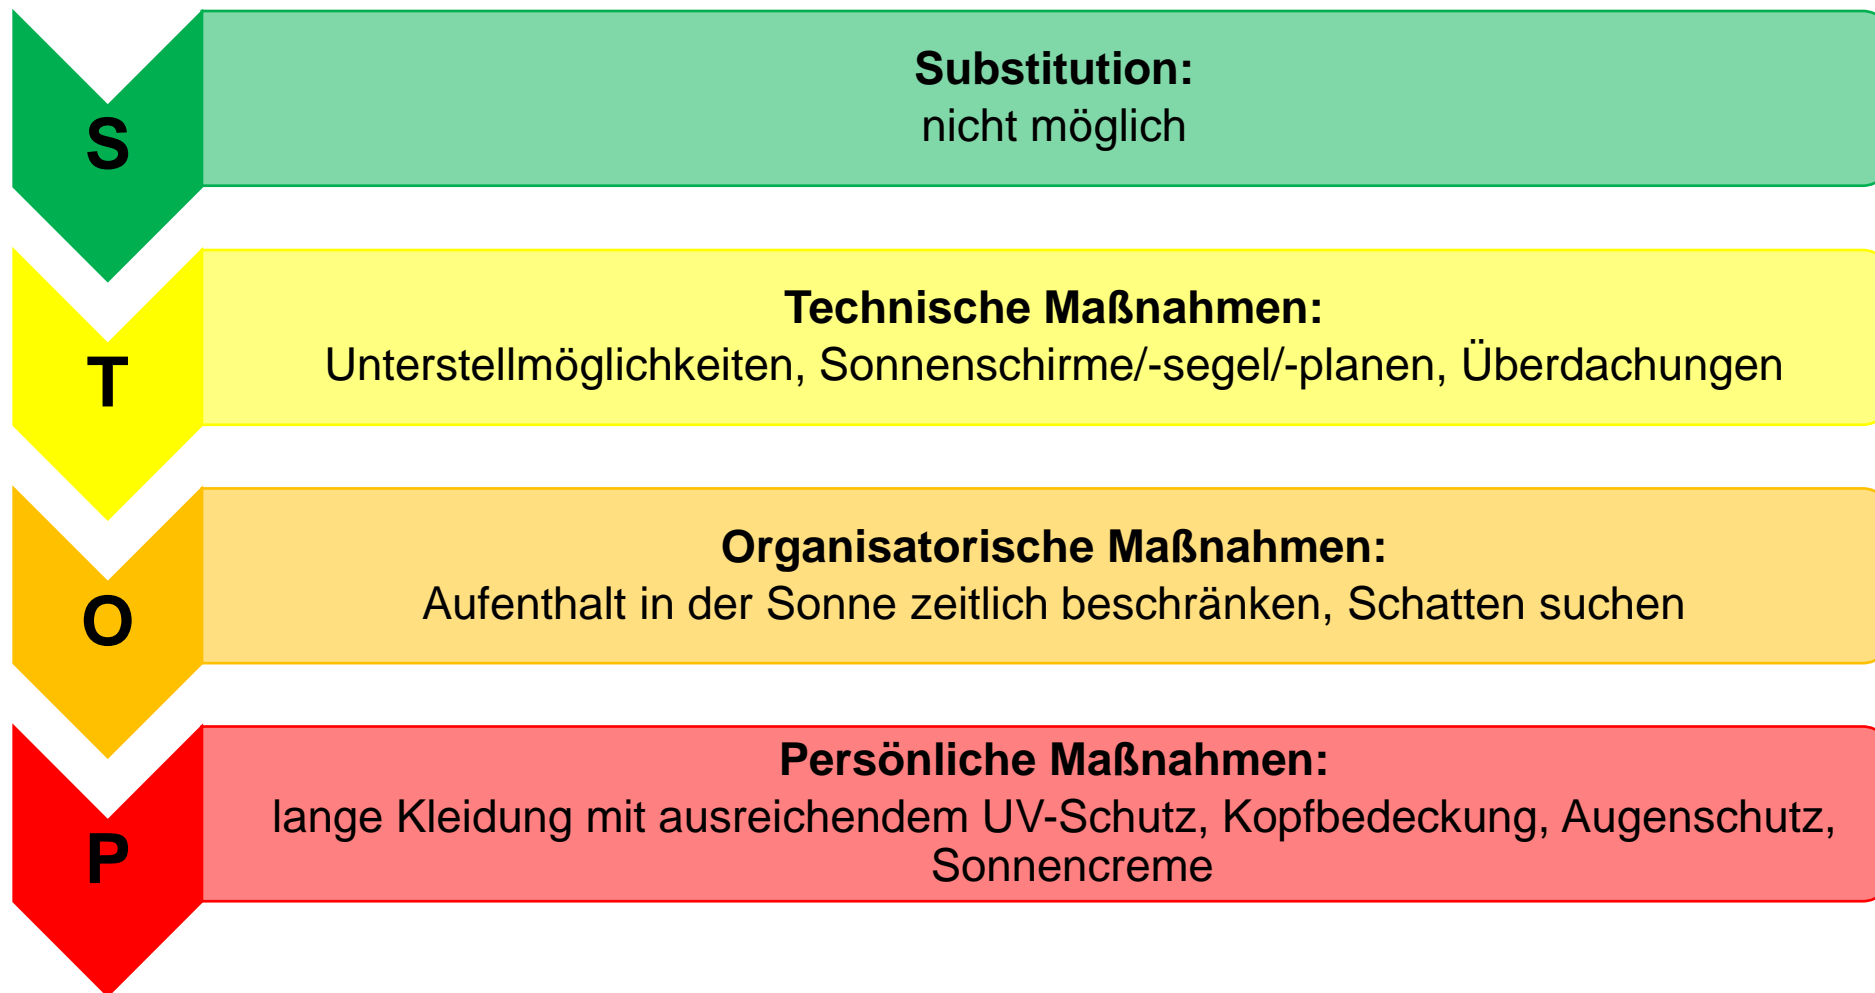 S
Substitution:
nicht möglich
T
Technische Maßnahmen:
Unterstellmöglichkeiten, Sonnenschirme/-segel/-planen, Überdachungen
O
Organisatorische Maßnahmen:
Aufenthalt in der Sonne zeitlich beschränken, Schatten suchen
P
Persönliche Maßnahmen:
lange Kleidung mit ausreichendem UV-Schutz, Kopfbedeckung, Augenschutz,
Sonnencreme